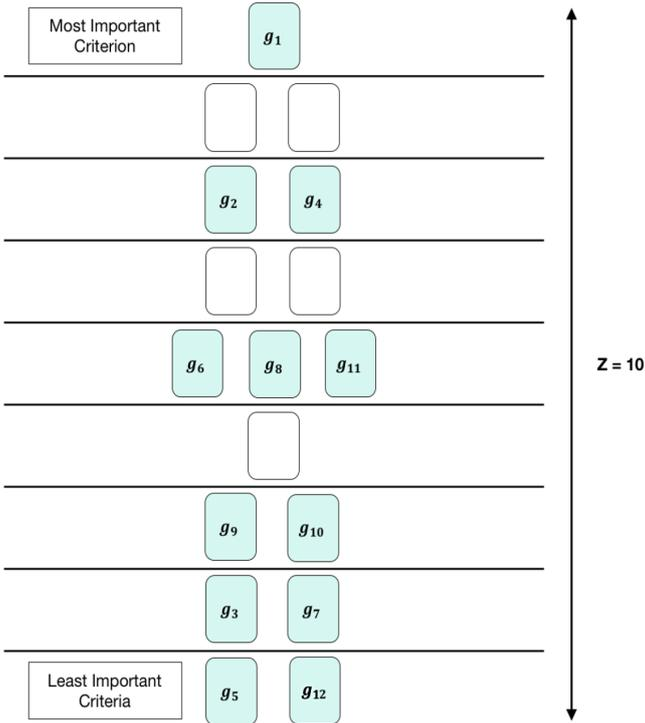 Most Important
Criterion
g1
g2 g4
g6 g8 g11
Z = 10
g9 g10
g3 g7
Least Important
Criteria
g5 g12